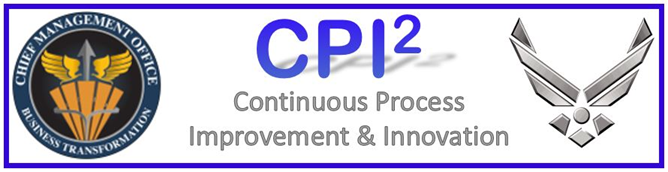 CHIEF MANAGEMENT OFFICE
BUSINESS TRANSFORMATION
CPI²
Continuous Process
Improvement & Innovation